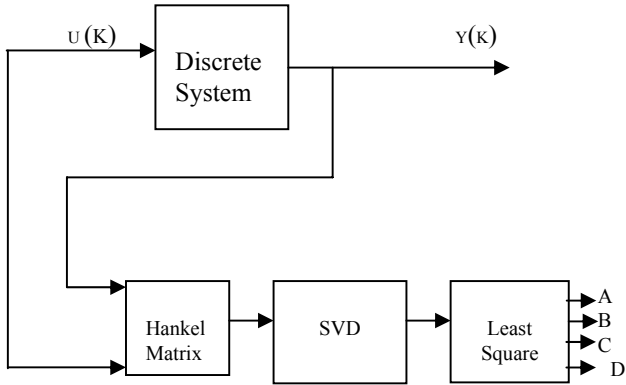 U (K)
Y(K)
Discrete
System
Hankel
Matrix
SVD
Least
Square
A
B
C
D